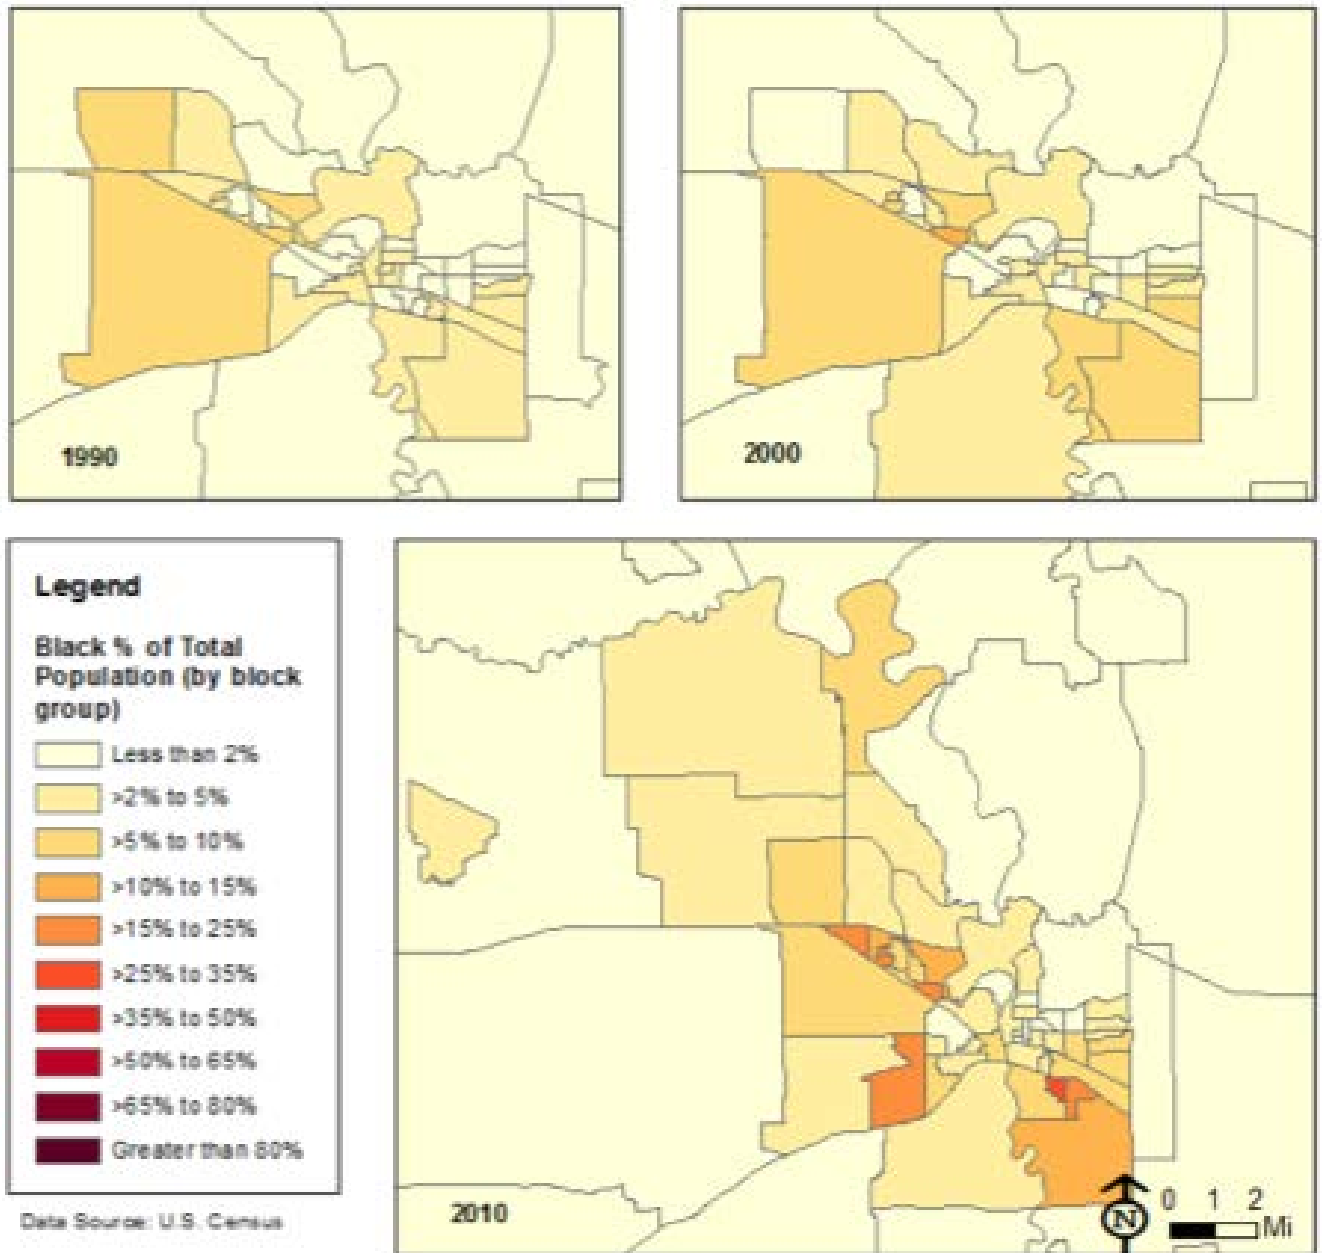 1990
2000
Legend
Black % of Total
Population (by block
group)
Less than 2%
>2% to 5%
>5% to 10%
>10% to 15%
>15% to 25%
>25% to 35%
>35% to 50%
>50% to 65%
>65% to 80%
Greater than 80%
Data Source: U.S. Census
2010
N
0 1 2
Mi